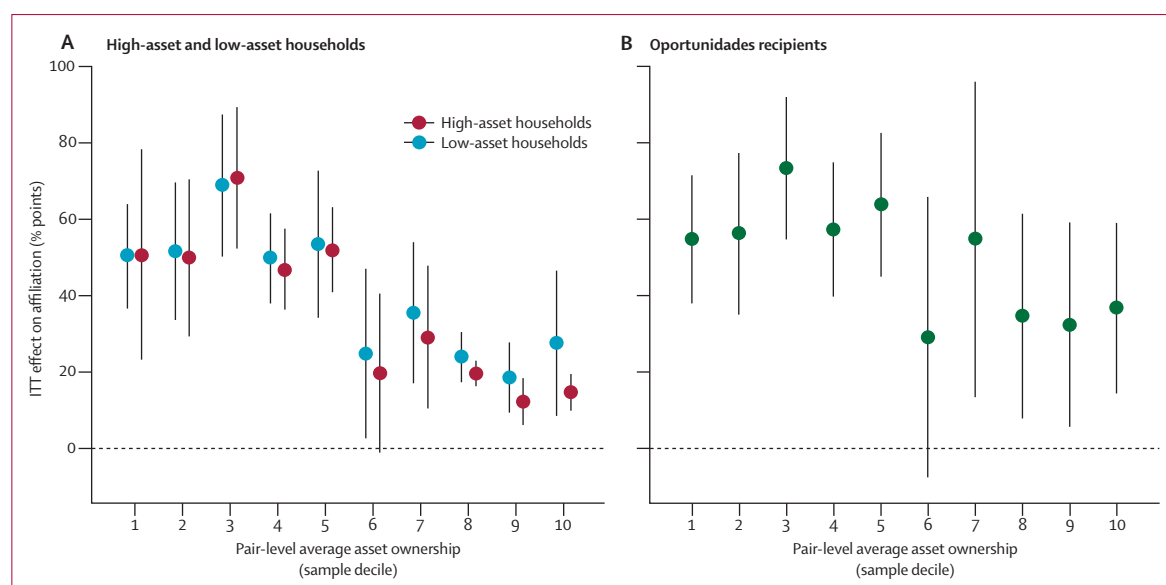 A High-asset and low-asset households
100
80
60
40
20
0
ITT effect on affiliation (% points)
High-asset households
Low-asset households
1 2 3 4 5 6 7 8 9 10
Pair-level average asset ownership
(sample decile)
B Oportunidades recipients
1 2 3 4 5 6 7 8 9 10
Pair-level average asset ownership
(sample decile)